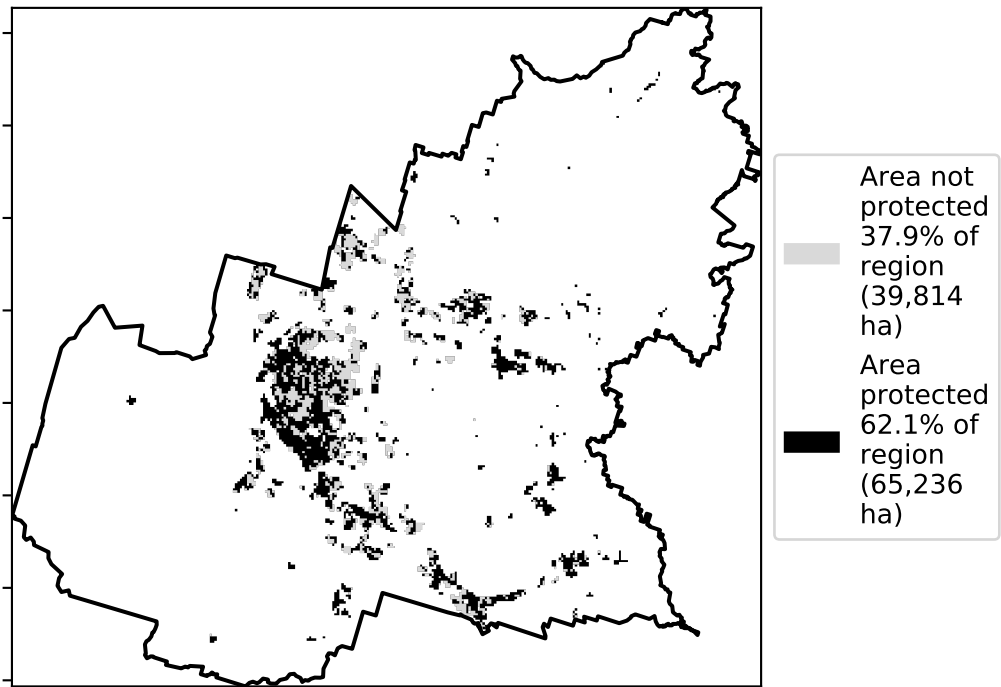 Area not
protected
37.9% of
region
(39,814
ha)
Area
protected
62.1% of
region
(65,236
ha)